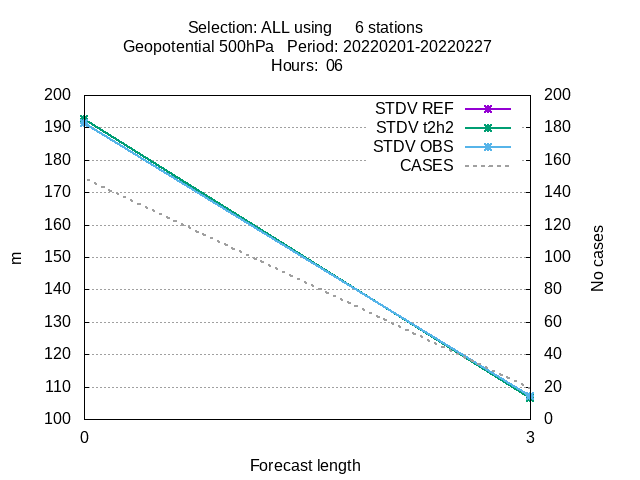 Selection: ALL using 6 stations
Geopotential 500hPa Period: 20220201-20220227
Hours: 06
200 200
STDV REF
190 180
STDV t2h2
STDV OBS
180 160
CASES
170 140
160 120
150 100
140 80
130 60
120 40
110 20
100 0
m
No cases
0 3
Forecast length